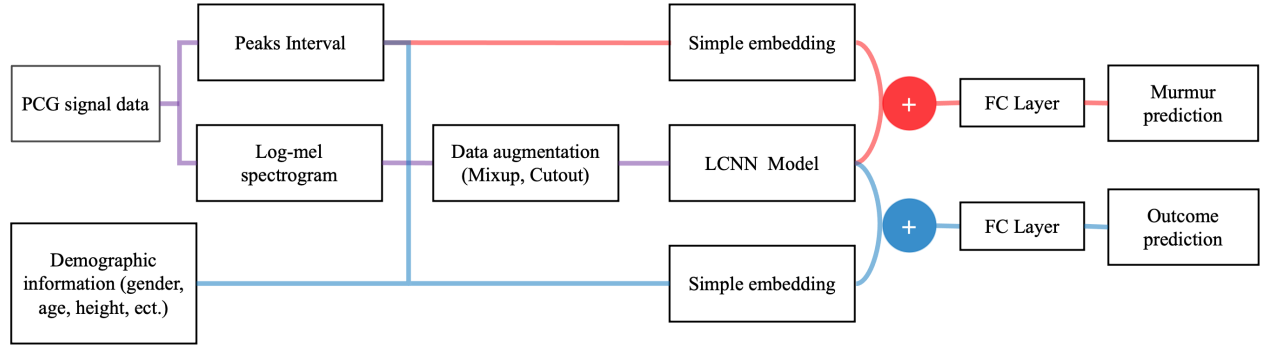 PCG signal data
Peaks Interval
Log-mel
spectrogram
Data augmentation
(Mixup, Cutout)
Demographic
information (gender,
age, height, ect.)
Simple embedding
LCNN Model
Simple embedding
+
FC Layer
Murmur
prediction
+
FC Layer
Outcome
prediction